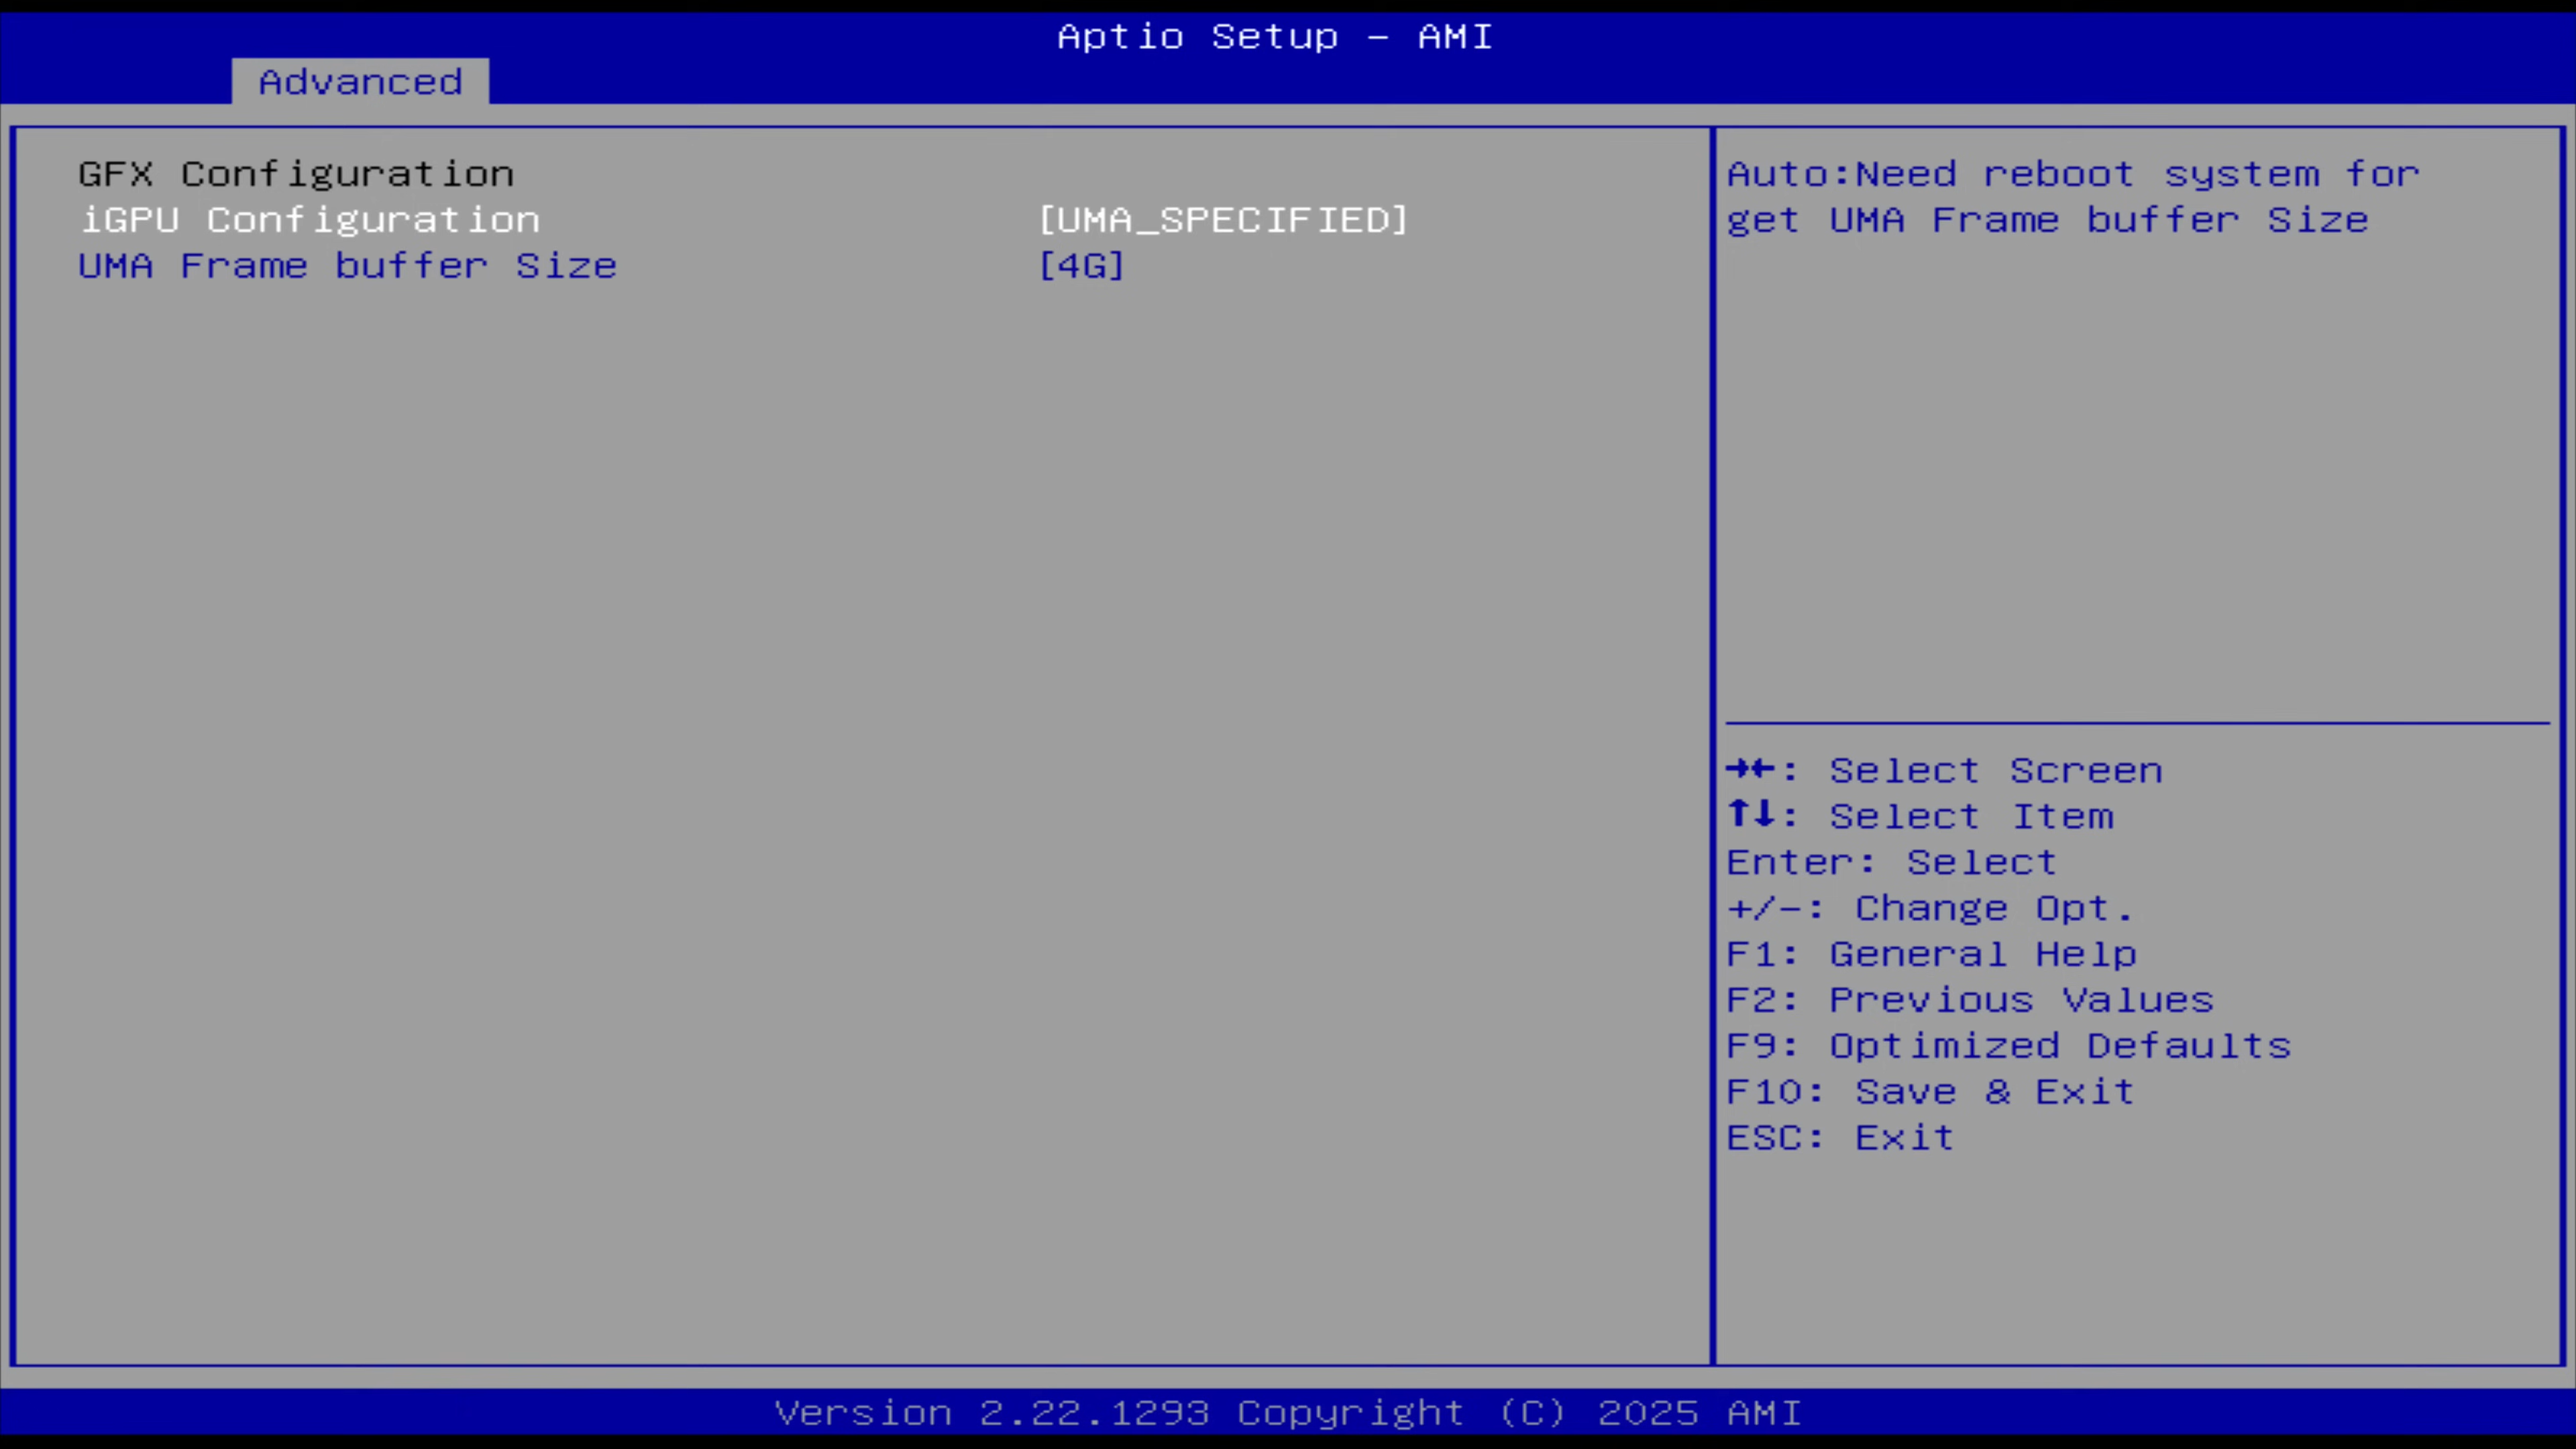 Aptio Setup – AMI
Advanced
GFX Configuration
iGPU Configuration [UMA_SPECIFIED]
UMA Frame buffer Size [4G]
Auto:Need reboot system for
get UMA Frame buffer Size
→←: Select Screen
↑↓: Select Item
Enter: Select
+/-: Change Opt.
F1: General Help
F2: Previous Values
F9: Optimized Defaults
F10: Save & Exit
ESC: Exit
Version 2.22.1293 Copyright (C) 2025 AMI